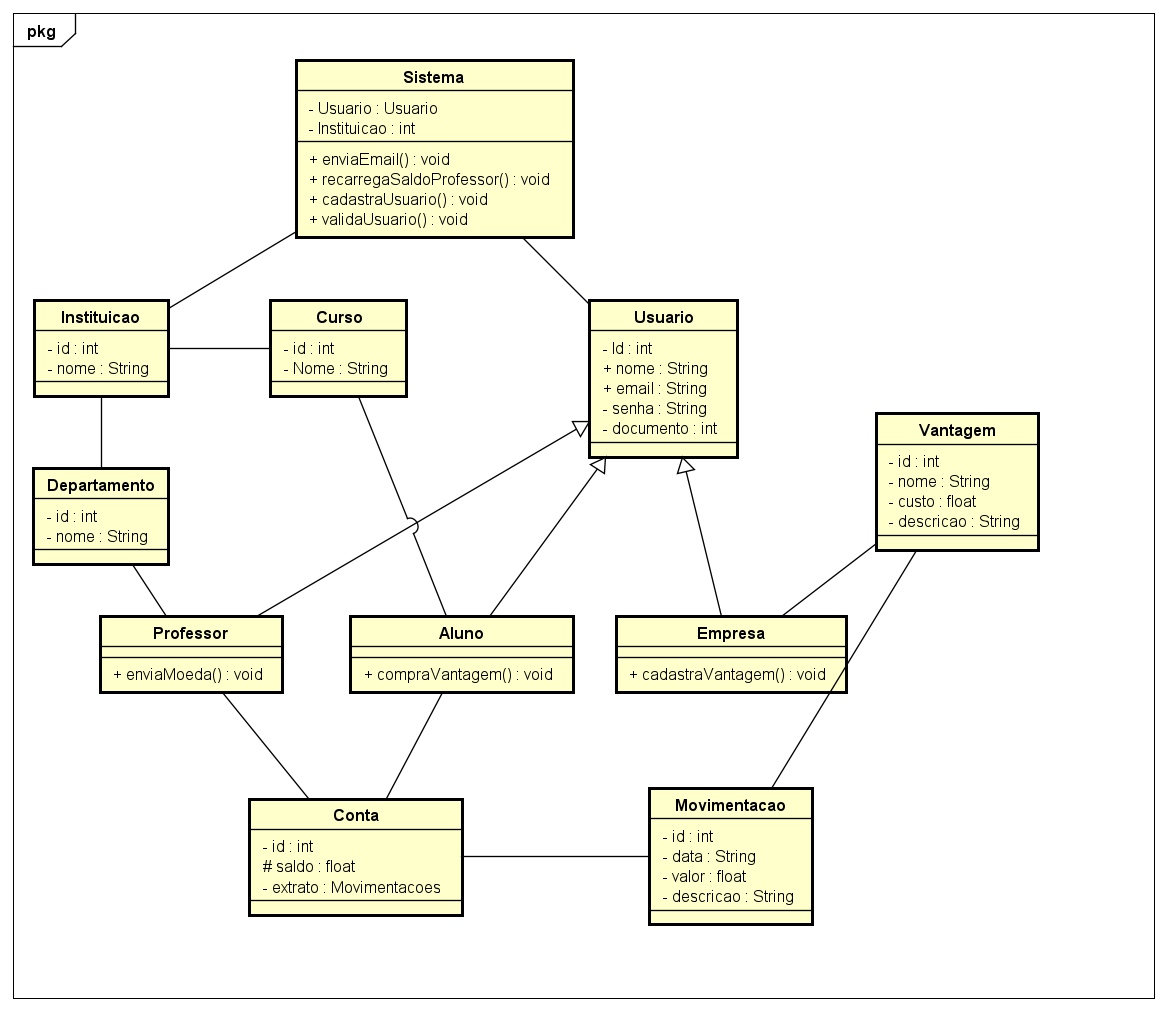 pkg
Sistema
- Usuario : Usuario
- Instituicao : int
+ enviaEmail() : void
+ recarregaSaldoProfessor() : void
+ cadastraUsuario() : void
+ validaUsuario() : void
Instituicao
- id : int
- nome : String
Curso
- id : int
- Nome : String
Usuario
- Id : int
+ nome : String
+ email : String
- senha : String
- documento : int
Vantagem
- id : int
- nome : String
- custo : float
- descricao : String
Departamento
- id : int
- nome : String
Professor
+ enviaMoeda() : void
Aluno
+ compraVantagem() : void
Empresa
+ cadastraVantagem() : void
Conta
- id : int
# saldo : float
- extrato : Movimentacoes
Movimentacao
- id : int
- data : String
- valor : float
- descricao : String